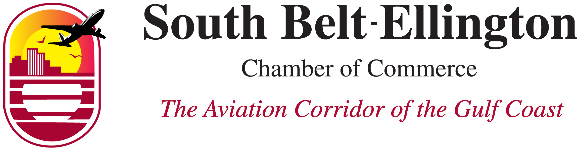 South Belt-Ellington
Chamber of Commerce
The Aviation Corridor of the Gulf Coast